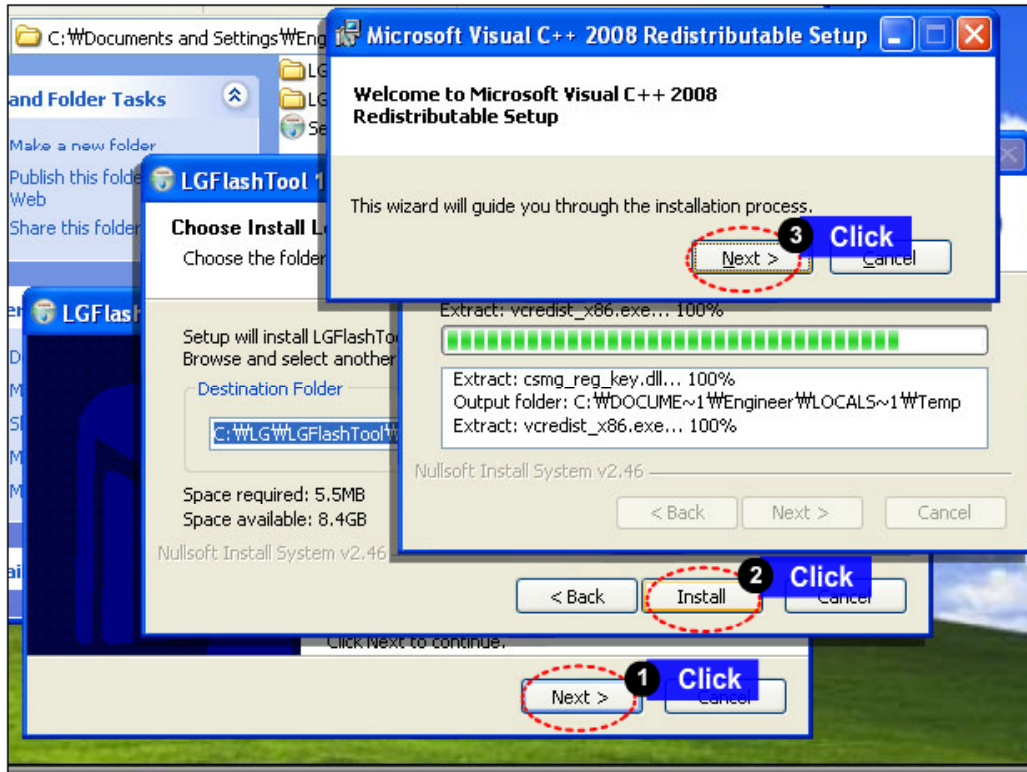 C:₩Documents and Settings₩Eng
and Folder Tasks
Make a new folder
Publish this folde
Web
Share this folder
LG
LG
Se
Microsoft Visual C++ 2008 Redistributable Setup
Welcome to Microsoft Visual C++ 2008
Redistributable Setup
This wizard will guide you through the installation process.
3 Click
Next >
Cancel
LGFlashTool 1
Choose Install L
Choose the folder
Setup will install LGFlashToo
Browse and select another
Destination Folder
C:₩LG₩LGFlashTool₩
Space required: 5.5MB
Space available: 8.4GB
Nullsoft Install System v2.46
Extract: vcredist_x86.exe... 100%
Extract: csmg_reg_key.dll... 100%
Output folder: C:₩DOCUME~1₩Engineer₩LOCALS~1₩Temp
Extract: vcredist_x86.exe... 100%
Nullsoft Install System v2.46
< Back
Next >
Cancel
2 Click
< Back
Install
Cancel
LGFlas
Click Next to continue.
1 Click
Next >
Cancel